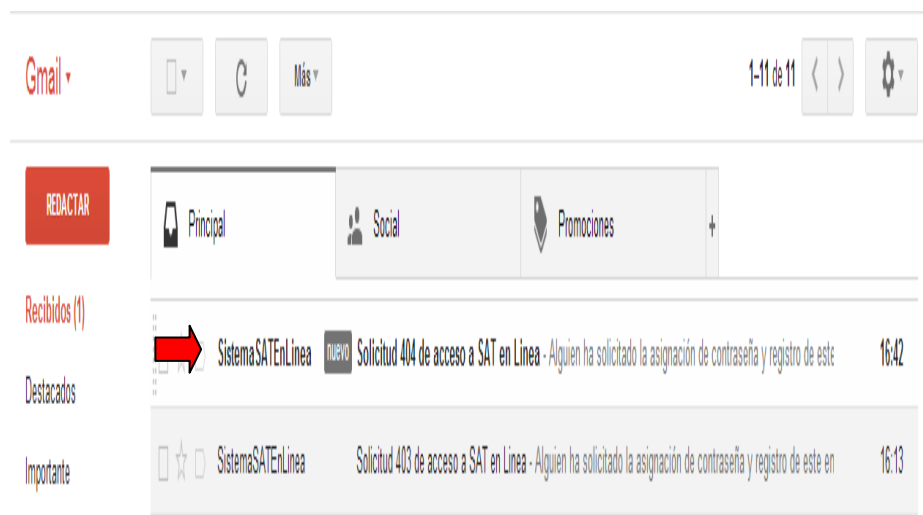 Gmail
Más
1–11 de 11
REDACTAR
Principal
Social
Promociones
+
Recibidos (1)
SistemaSATEnLinea nuevo Solicitud 404 de acceso a SAT en Linea - Alguien ha solicitado la asignación de contraseña y registro de este 16:42
Destacados
SistemaSATEnLinea Solicitud 403 de acceso a SAT en Linea - Alguien ha solicitado la asignación de contraseña y registro de este en 16:13
Importante